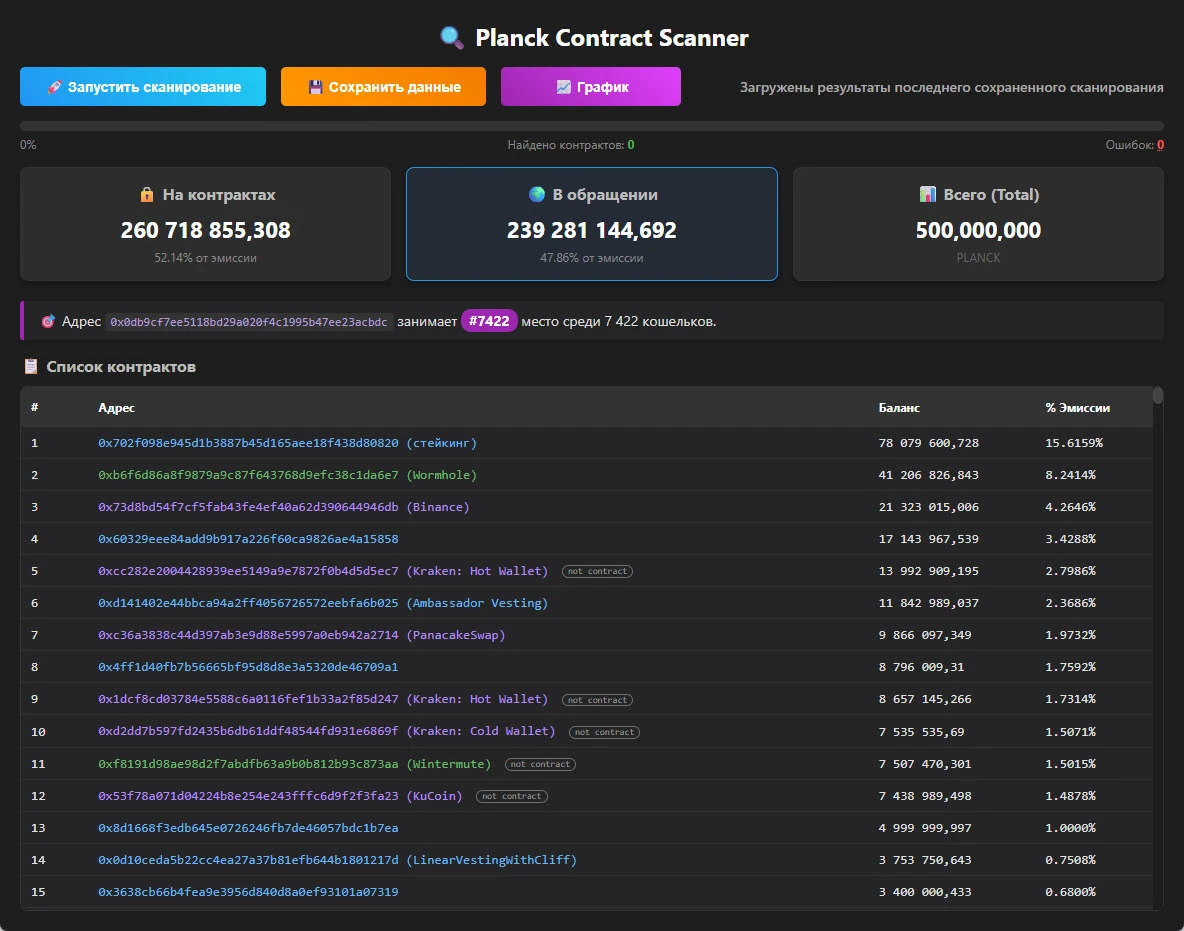 Planck Contract Scanner
Запустить сканирование
Сохранить данные
График
Загружены результаты последнего сохраненного сканирования
0%
Найдено контрактов: 0
Ошибок: 0
На контрактах
260 718 855,308
52.14% от эмиссии
В обращении
239 281 144,692
47.86% от эмиссии
Всего (Total)
500,000,000
PLANCK
Адрес 0x0db9cf7ee5118bd29a020f4c1995b47ee23acbdc занимает #7422 место среди 7 422 кошельков.
Список контрактов
# Адрес Баланс % Эмиссии
1 0x702f098e945d1b3887b45d165aee18f438d80820 (стейкинг) 78 079 600,728 15.6159%
2 0xb6f6d86a8f9879a9c87f643768d9efc38c1da6e7 (Wormhole) 41 206 826,843 8.2414%
3 0x73d8bd54f7cf5fab43fe4ef40a62d390644946db (Binance) 21 323 015,006 4.2646%
4 0x60329eee84add9b917a226f60ca9826ae4a15858 17 143 967,539 3.4288%
5 0xcc282e2004428939ee5149a9e7872f0b4d5d5ec7 (Kraken: Hot Wallet) not contract 13 992 909,195 2.7986%
6 0xd141402e44bbca94a2ff4056726572eebfa6b025 (Ambassador Vesting) 11 842 989,037 2.3686%
7 0xc36a3838c44d397ab3e9d88e5997a0eb942a2714 (PanacakeSwap) 9 866 097,349 1.9732%
8 0x4ff1d40fb7b56665bf95d8d8e3a5320de46709a1 8 796 009,31 1.7592%
9 0x1dcf8cd03784e5588c6a0116fef1b33a2f85d247 (Kraken: Hot Wallet) not contract 8 657 145,266 1.7314%
10 0xd2dd7b597fd2435b6db61ddf48544fd931e6869f (Kraken: Cold Wallet) not contract 7 535 535,69 1.5071%
11 0xf8191d98ae98d2f7abdfb63a9b0b812b93c873aa (Wintermute) not contract 7 507 470,301 1.5015%
12 0x53f78a071d04224b8e254e243fffc6d9f2f3fa23 (KuCoin) not contract 7 438 989,498 1.4878%
13 0x8d1668f3edb645e0726246fb7de46057bdc1b7ea 4 999 999,997 1.0000%
14 0x0d10ceda5b22cc4ea27a37b81efb644b1801217d (LinearVestingWithCliff) 3 753 750,643 0.7508%
15 0x3638cb66b4fea9e3956d840d8a0ef93101a07319 3 400 000,433 0.6800%